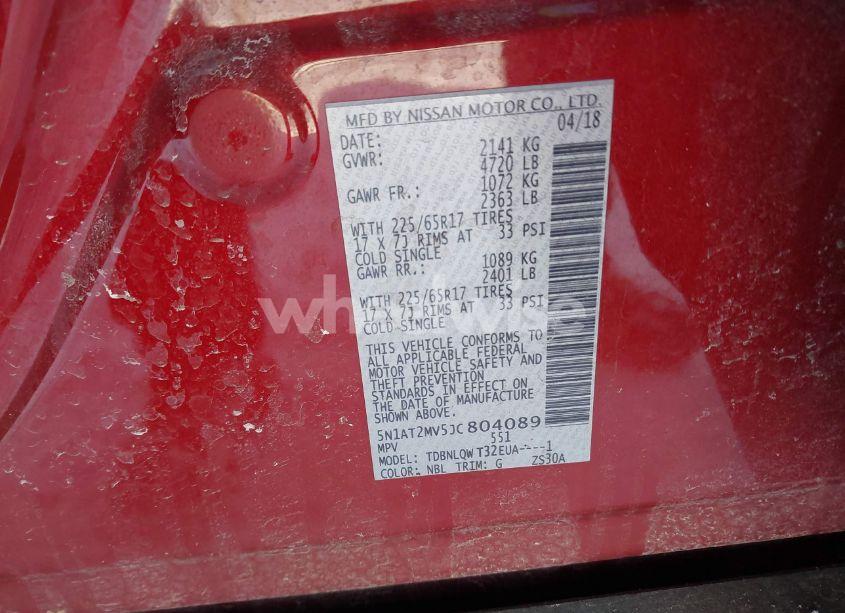 MFD BY NISSAN MOTOR CO., LTD.
DATE: 04/18
GVWR: 2141 KG
4720 LB
GAWR FR.: 1072 KG
2363 LB
WITH 225/65R17 TIRES
17 X 7J RIMS AT 33 PSI
COLD SINGLE
GAWR RR.: 1089 KG
2401 LB
WITH 225/65R17 TIRES
17 X 7J RIMS AT 33 PSI
COLD SINGLE
THIS VEHICLE CONFORMS TO
ALL APPLICABLE FEDERAL
MOTOR VEHICLE SAFETY AND
THEFT PREVENTION
STANDARDS IN EFFECT ON
THE DATE OF MANUFACTURE
SHOWN ABOVE.
5N1AT2MV5JC804089
MPV 551
MODEL: TDBNLQW T32EUA----1
COLOR: NBL TRIM: G ZS30A